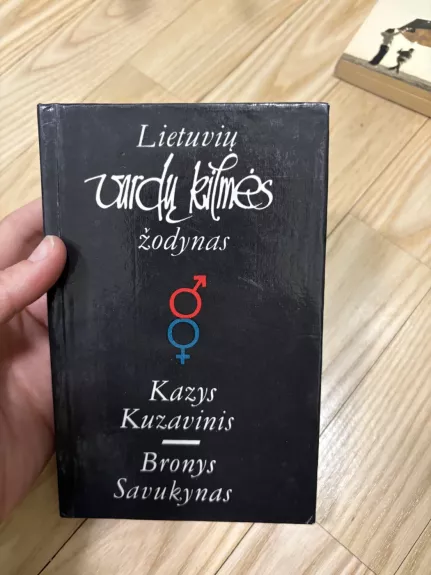 Lietuvių
vardų kilmės
žodynas
Kazys
Kuzavinis
Bronys
Savukynas